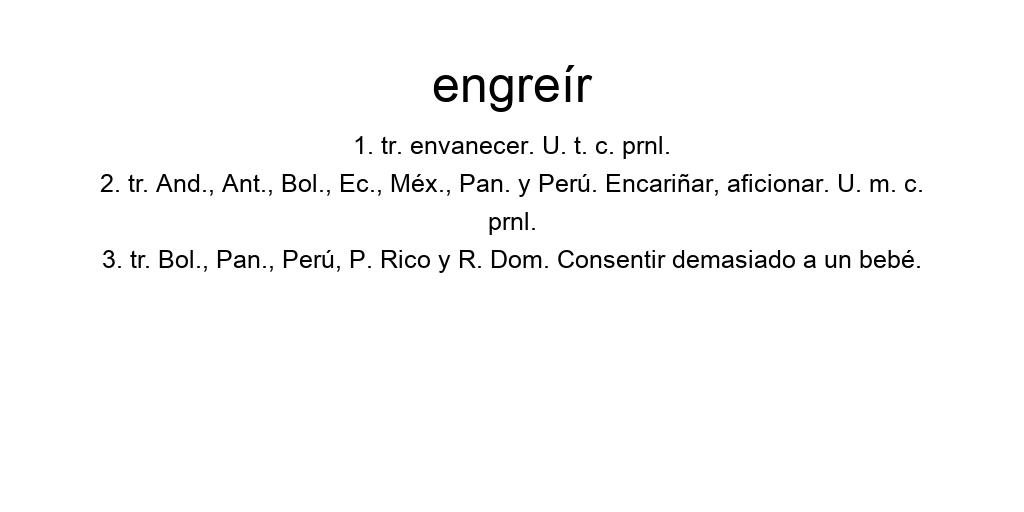 engreír
1. tr. envanecer. U. t. c. prnl.
2. tr. And., Ant., Bol., Ec., Méx., Pan. y Perú. Encariñar, aficionar. U. m. c.
prnl.
3. tr. Bol., Pan., Perú, P. Rico y R. Dom. Consentir demasiado a un bebé.